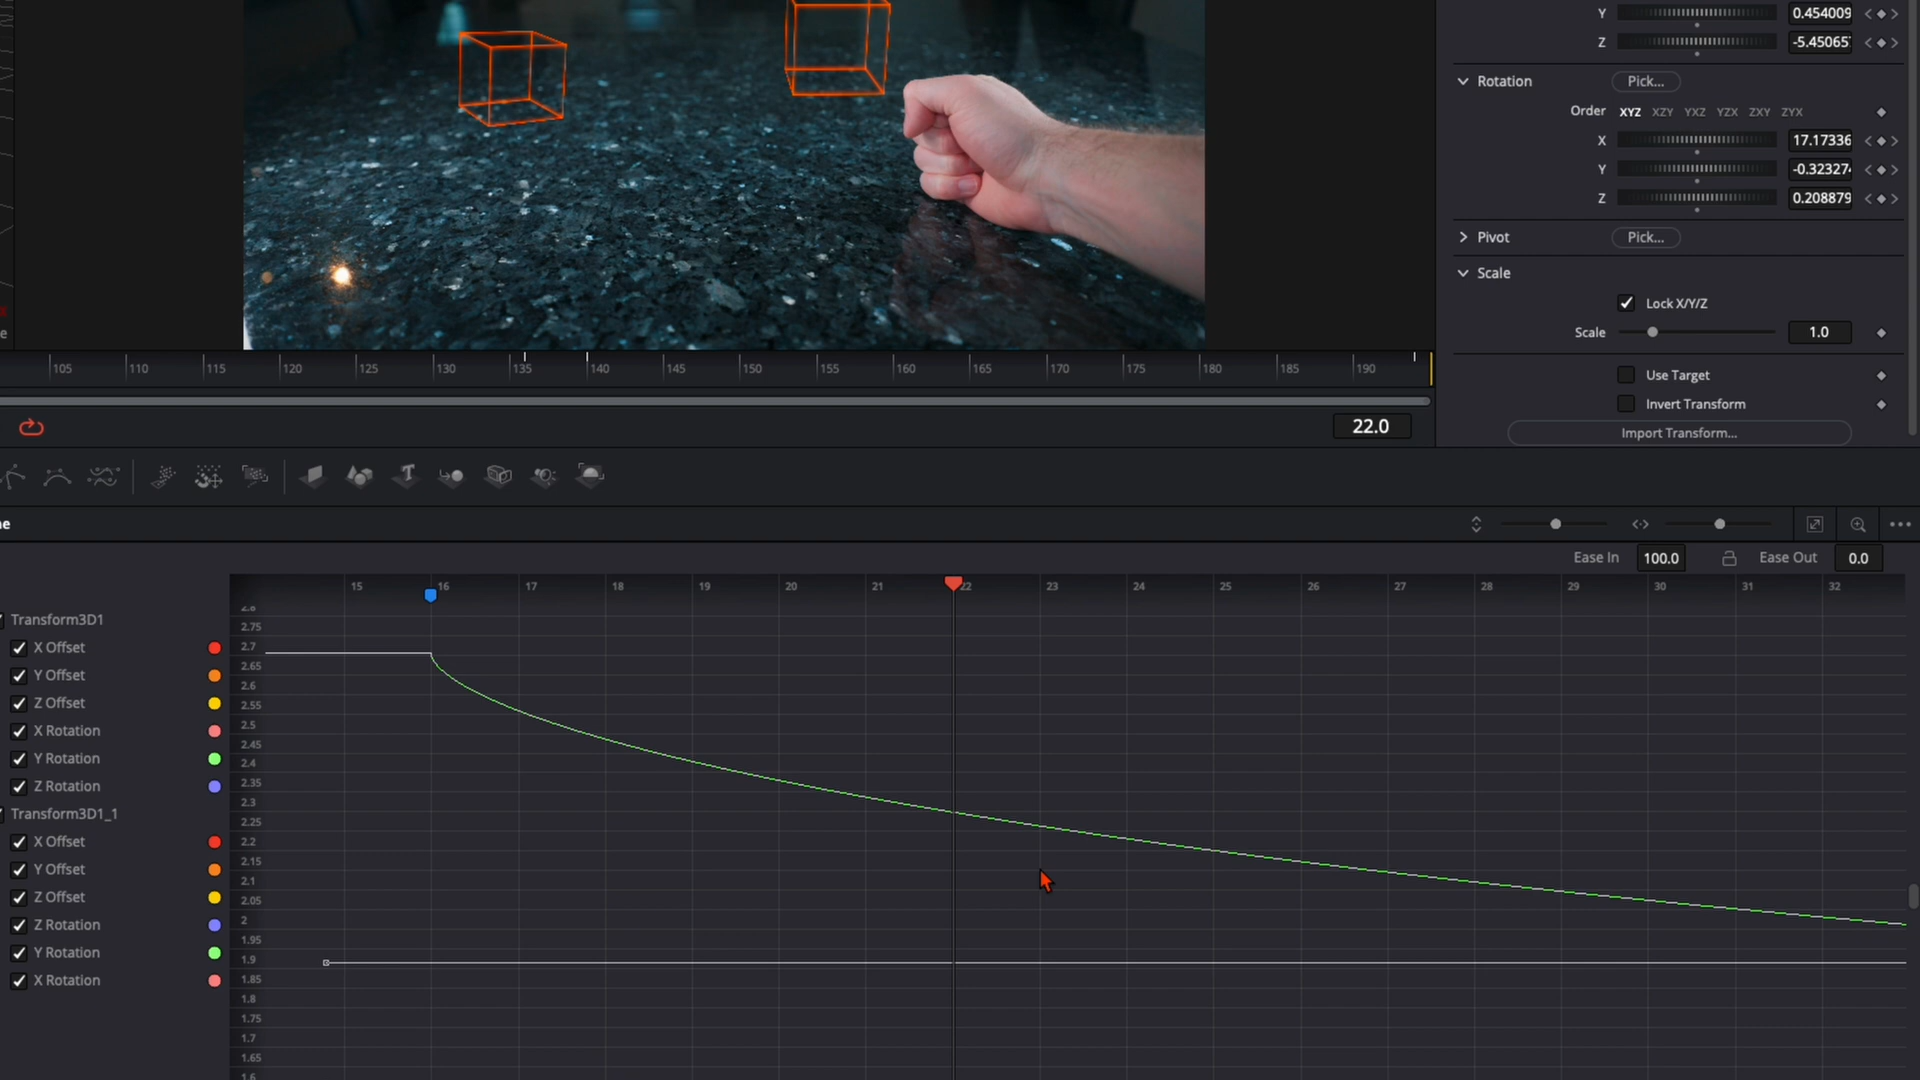 Y 0.454009
Z -5.45065
Rotation Pick...
Order XYZ XZY YXZ YZX ZXY ZYX
X 17.17336
Y -0.32327
Z 0.208879
Pivot Pick...
Scale
Lock X/Y/Z
Scale 1.0
Use Target
Invert Transform
Import Transform...
e
105 110 115 120 125 130 135 140 145 150 155 160 165 170 175 180 185 190
22.0
T
ne
Ease In 100.0 Ease Out 0.0
15 16 17 18 19 20 21 22 23 24 25 26 27 28 29 30 31 32
Transform3D1
X Offset
Y Offset
Z Offset
X Rotation
Y Rotation
Z Rotation
Transform3D1_1
X Offset
Y Offset
Z Offset
Z Rotation
Y Rotation
X Rotation
2.8
2.75
2.7
2.65
2.6
2.55
2.5
2.45
2.4
2.35
2.3
2.25
2.2
2.15
2.1
2.05
2
1.95
1.9
1.85
1.8
1.75
1.7
1.65
1.6